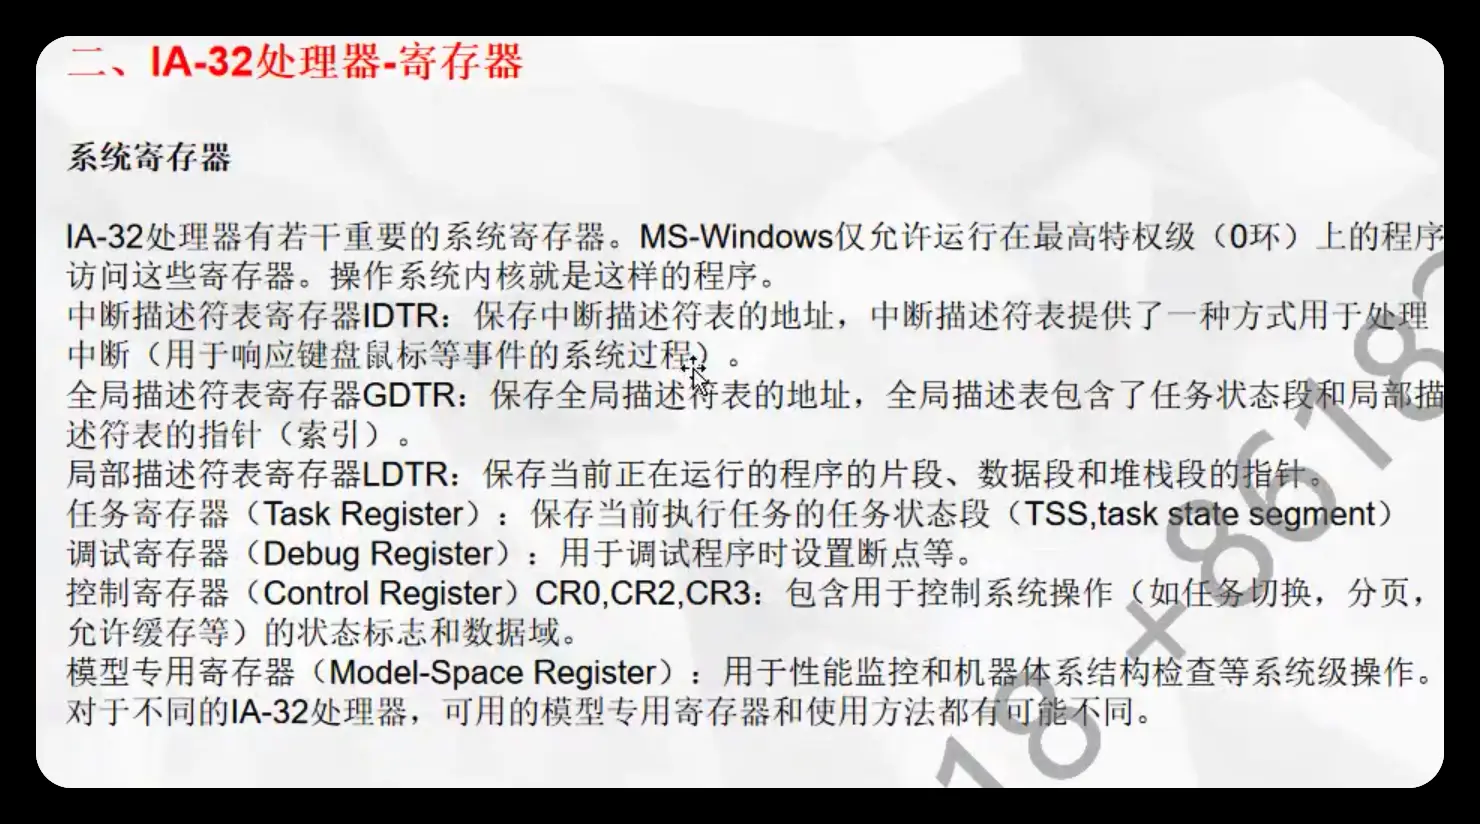 二、IA-32处理器-寄存器
系统寄存器
IA-32处理器有若干重要的系统寄存器。MS-Windows仅允许运行在最高特权级（0环）上的程序
访问这些寄存器。操作系统内核就是这样的程序。
中断描述符表寄存器IDTR：保存中断描述符表的地址，中断描述符表提供了一种方式用于处理
中断（用于响应键盘鼠标等事件的系统过程）。
全局描述符表寄存器GDTR：保存全局描述符表的地址，全局描述表包含了任务状态段和局部描
述符表的指针（索引）。
局部描述符表寄存器LDTR：保存当前正在运行的程序的片段、数据段和堆栈段的指针。
任务寄存器（Task Register）：保存当前执行任务的任务状态段（TSS,task state segment）
调试寄存器（Debug Register）：用于调试程序时设置断点等。
控制寄存器（Control Register）CR0,CR2,CR3：包含用于控制系统操作（如任务切换，分页，
允许缓存等）的状态标志和数据域。
模型专用寄存器（Model-Space Register）：用于性能监控和机器体系结构检查等系统级操作。
对于不同的IA-32处理器，可用的模型专用寄存器和使用方法都有可能不同。
18 +86183